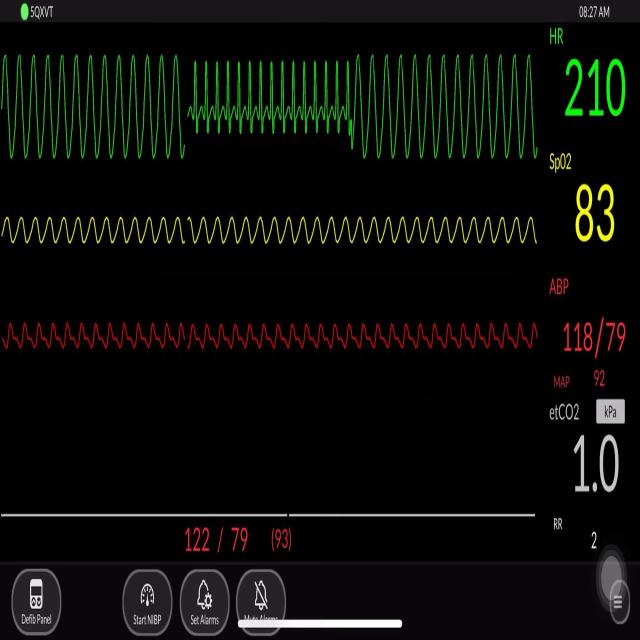 5QXVT
08:27 AM
HR
210
SpO2
83
ABP
118/79
MAP 92
etCO2 kPa
1.0
RR
2
122 / 79 (93)
Defib Panel
Start NIBP
Set Alarms
Mute Alarms